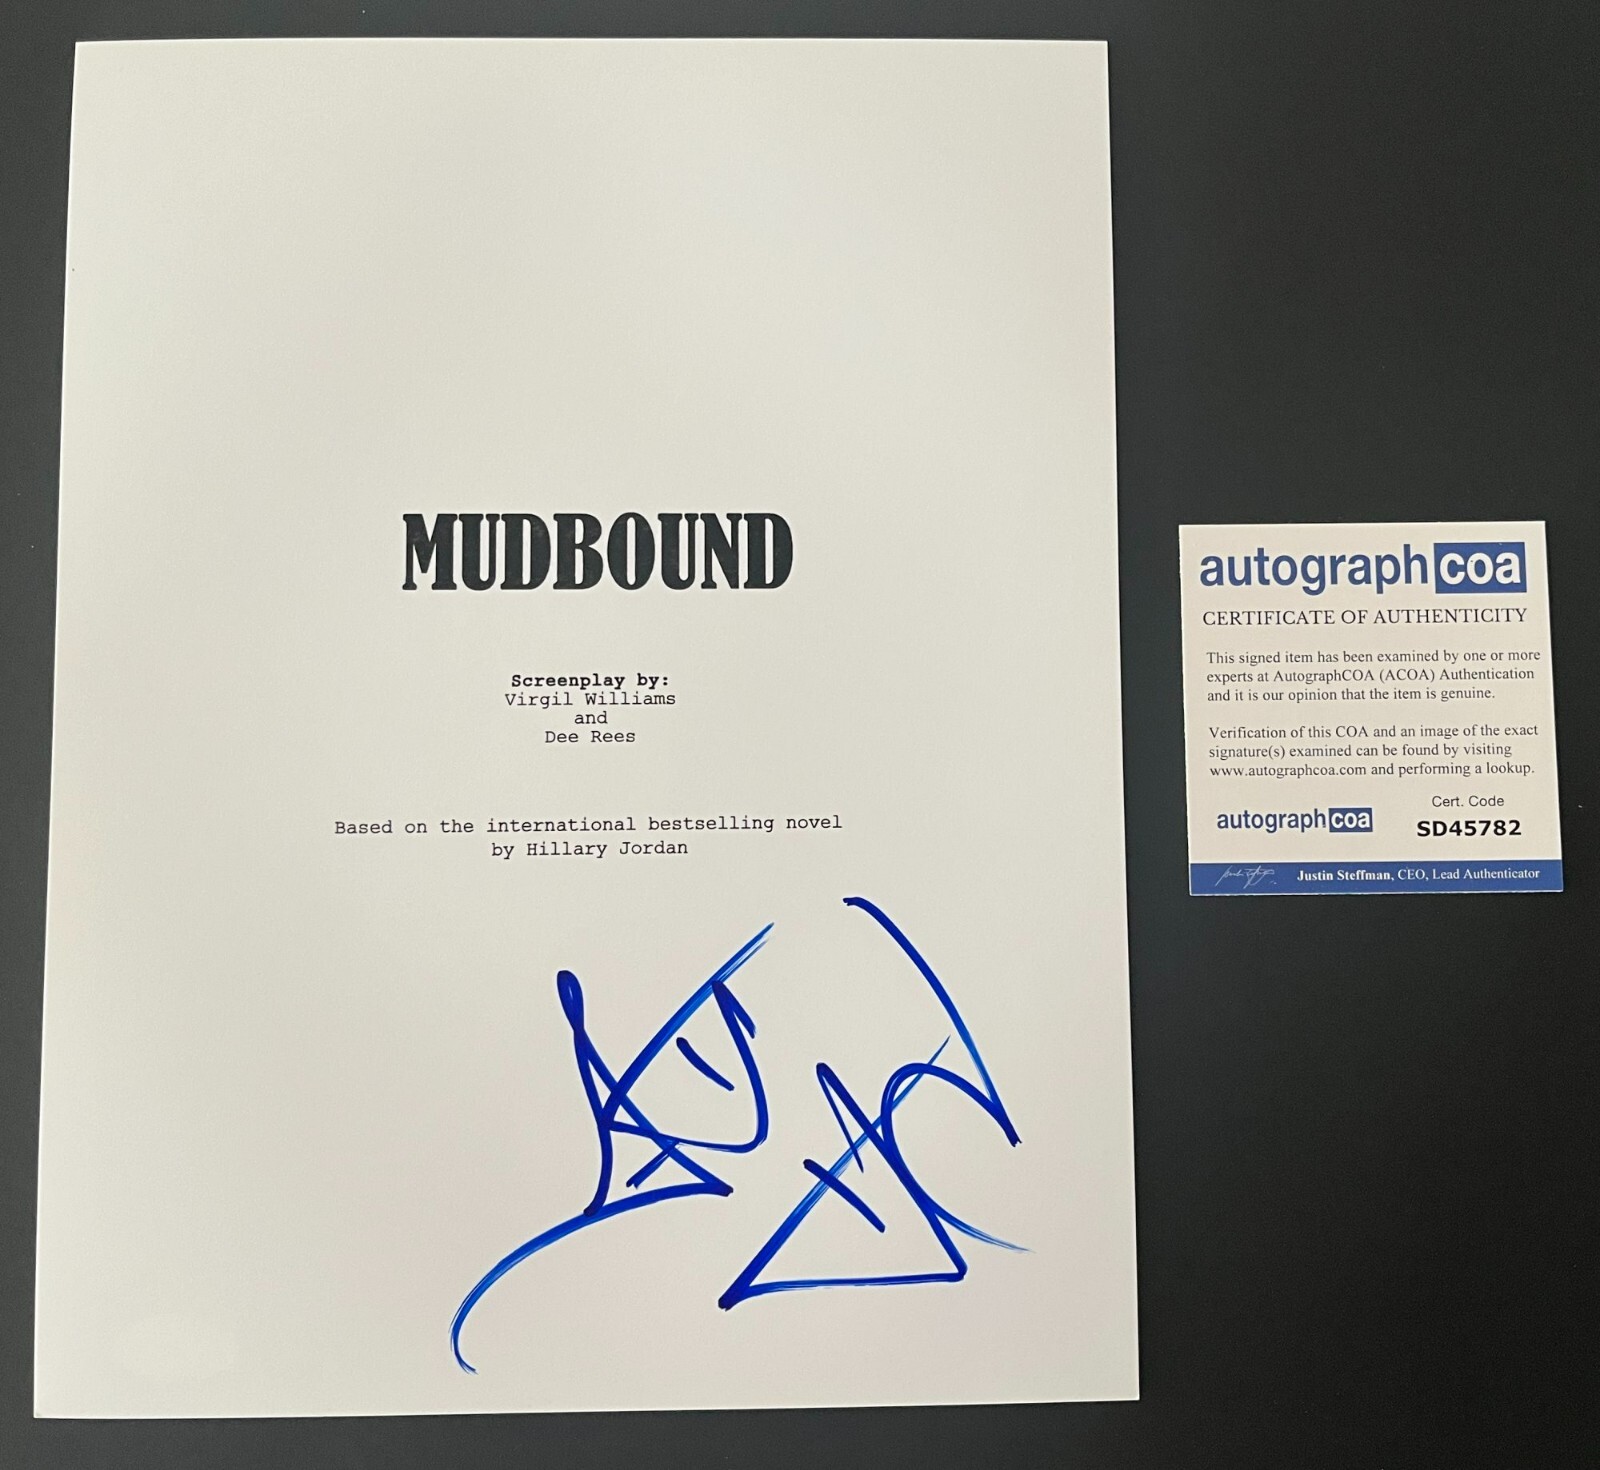 MUDBOUND
Screenplay by:
Virgil Williams
and
Dee Rees
Based on the international bestselling novel
by Hillary Jordan
autographcoa
CERTIFICATE OF AUTHENTICITY
This signed item has been examined by one or more
experts at AutographCOA (ACOA) Authentication
and it is our opinion that the item is genuine.
Verification of this COA and an image of the exact
signature(s) examined can be found by visiting
www.autographcoa.com and performing a lookup.
autographcoa
Cert. Code
SD45782
Justin Steffman, CEO, Lead Authenticator